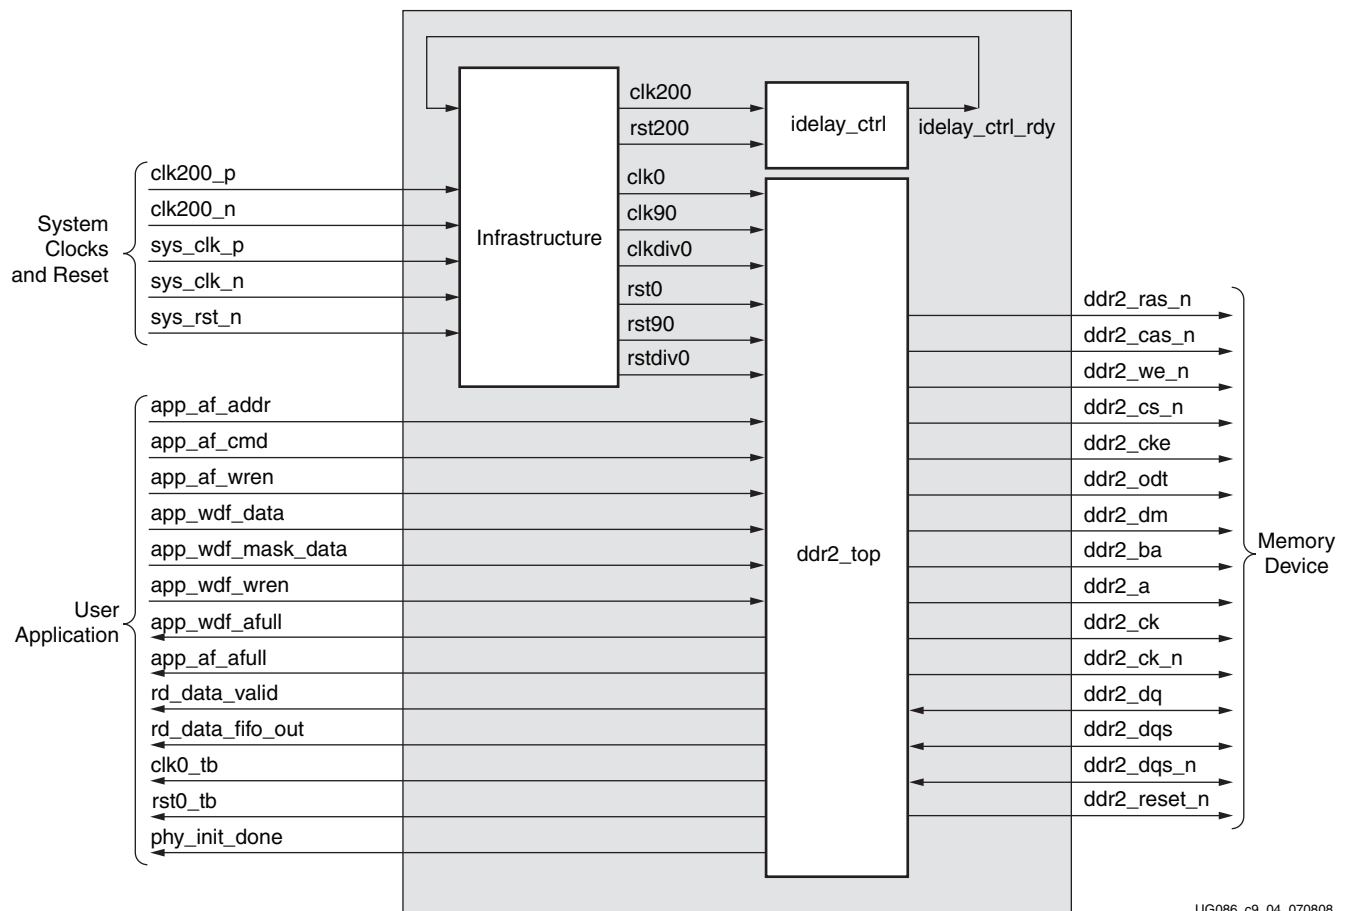 clk200
idelay_ctrl
idelay_ctrl_rdy
rst200
System
Clocks
and Reset
clk200_p
clk200_n
sys_clk_p
sys_clk_n
sys_rst_n
Infrastructure
clk0
clk90
clkdiv0
rst0
rst90
rstdiv0
User
Application
app_af_addr
app_af_cmd
app_af_wren
app_wdf_data
app_wdf_mask_data
app_wdf_wren
app_wdf_afull
app_af_afull
rd_data_valid
rd_data_fifo_out
clk0_tb
rst0_tb
phy_init_done
ddr2_top
ddr2_ras_n
ddr2_cas_n
ddr2_we_n
ddr2_cs_n
ddr2_cke
ddr2_odt
ddr2_dm
ddr2_ba
ddr2_a
ddr2_ck
ddr2_ck_n
ddr2_dq
ddr2_dqs
ddr2_dqs_n
ddr2_reset_n
Memory
Device
UG086_c9_04_070808